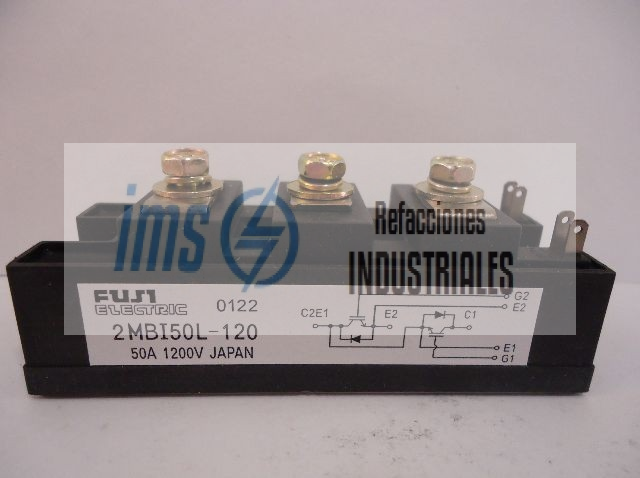 ims
Refacciones
INDUSTRIALES
FUJI
ELECTRIC
0122
2MBI50L-120
50A 1200V JAPAN
C2E1
E2
C1
G2
E2
E1
G1